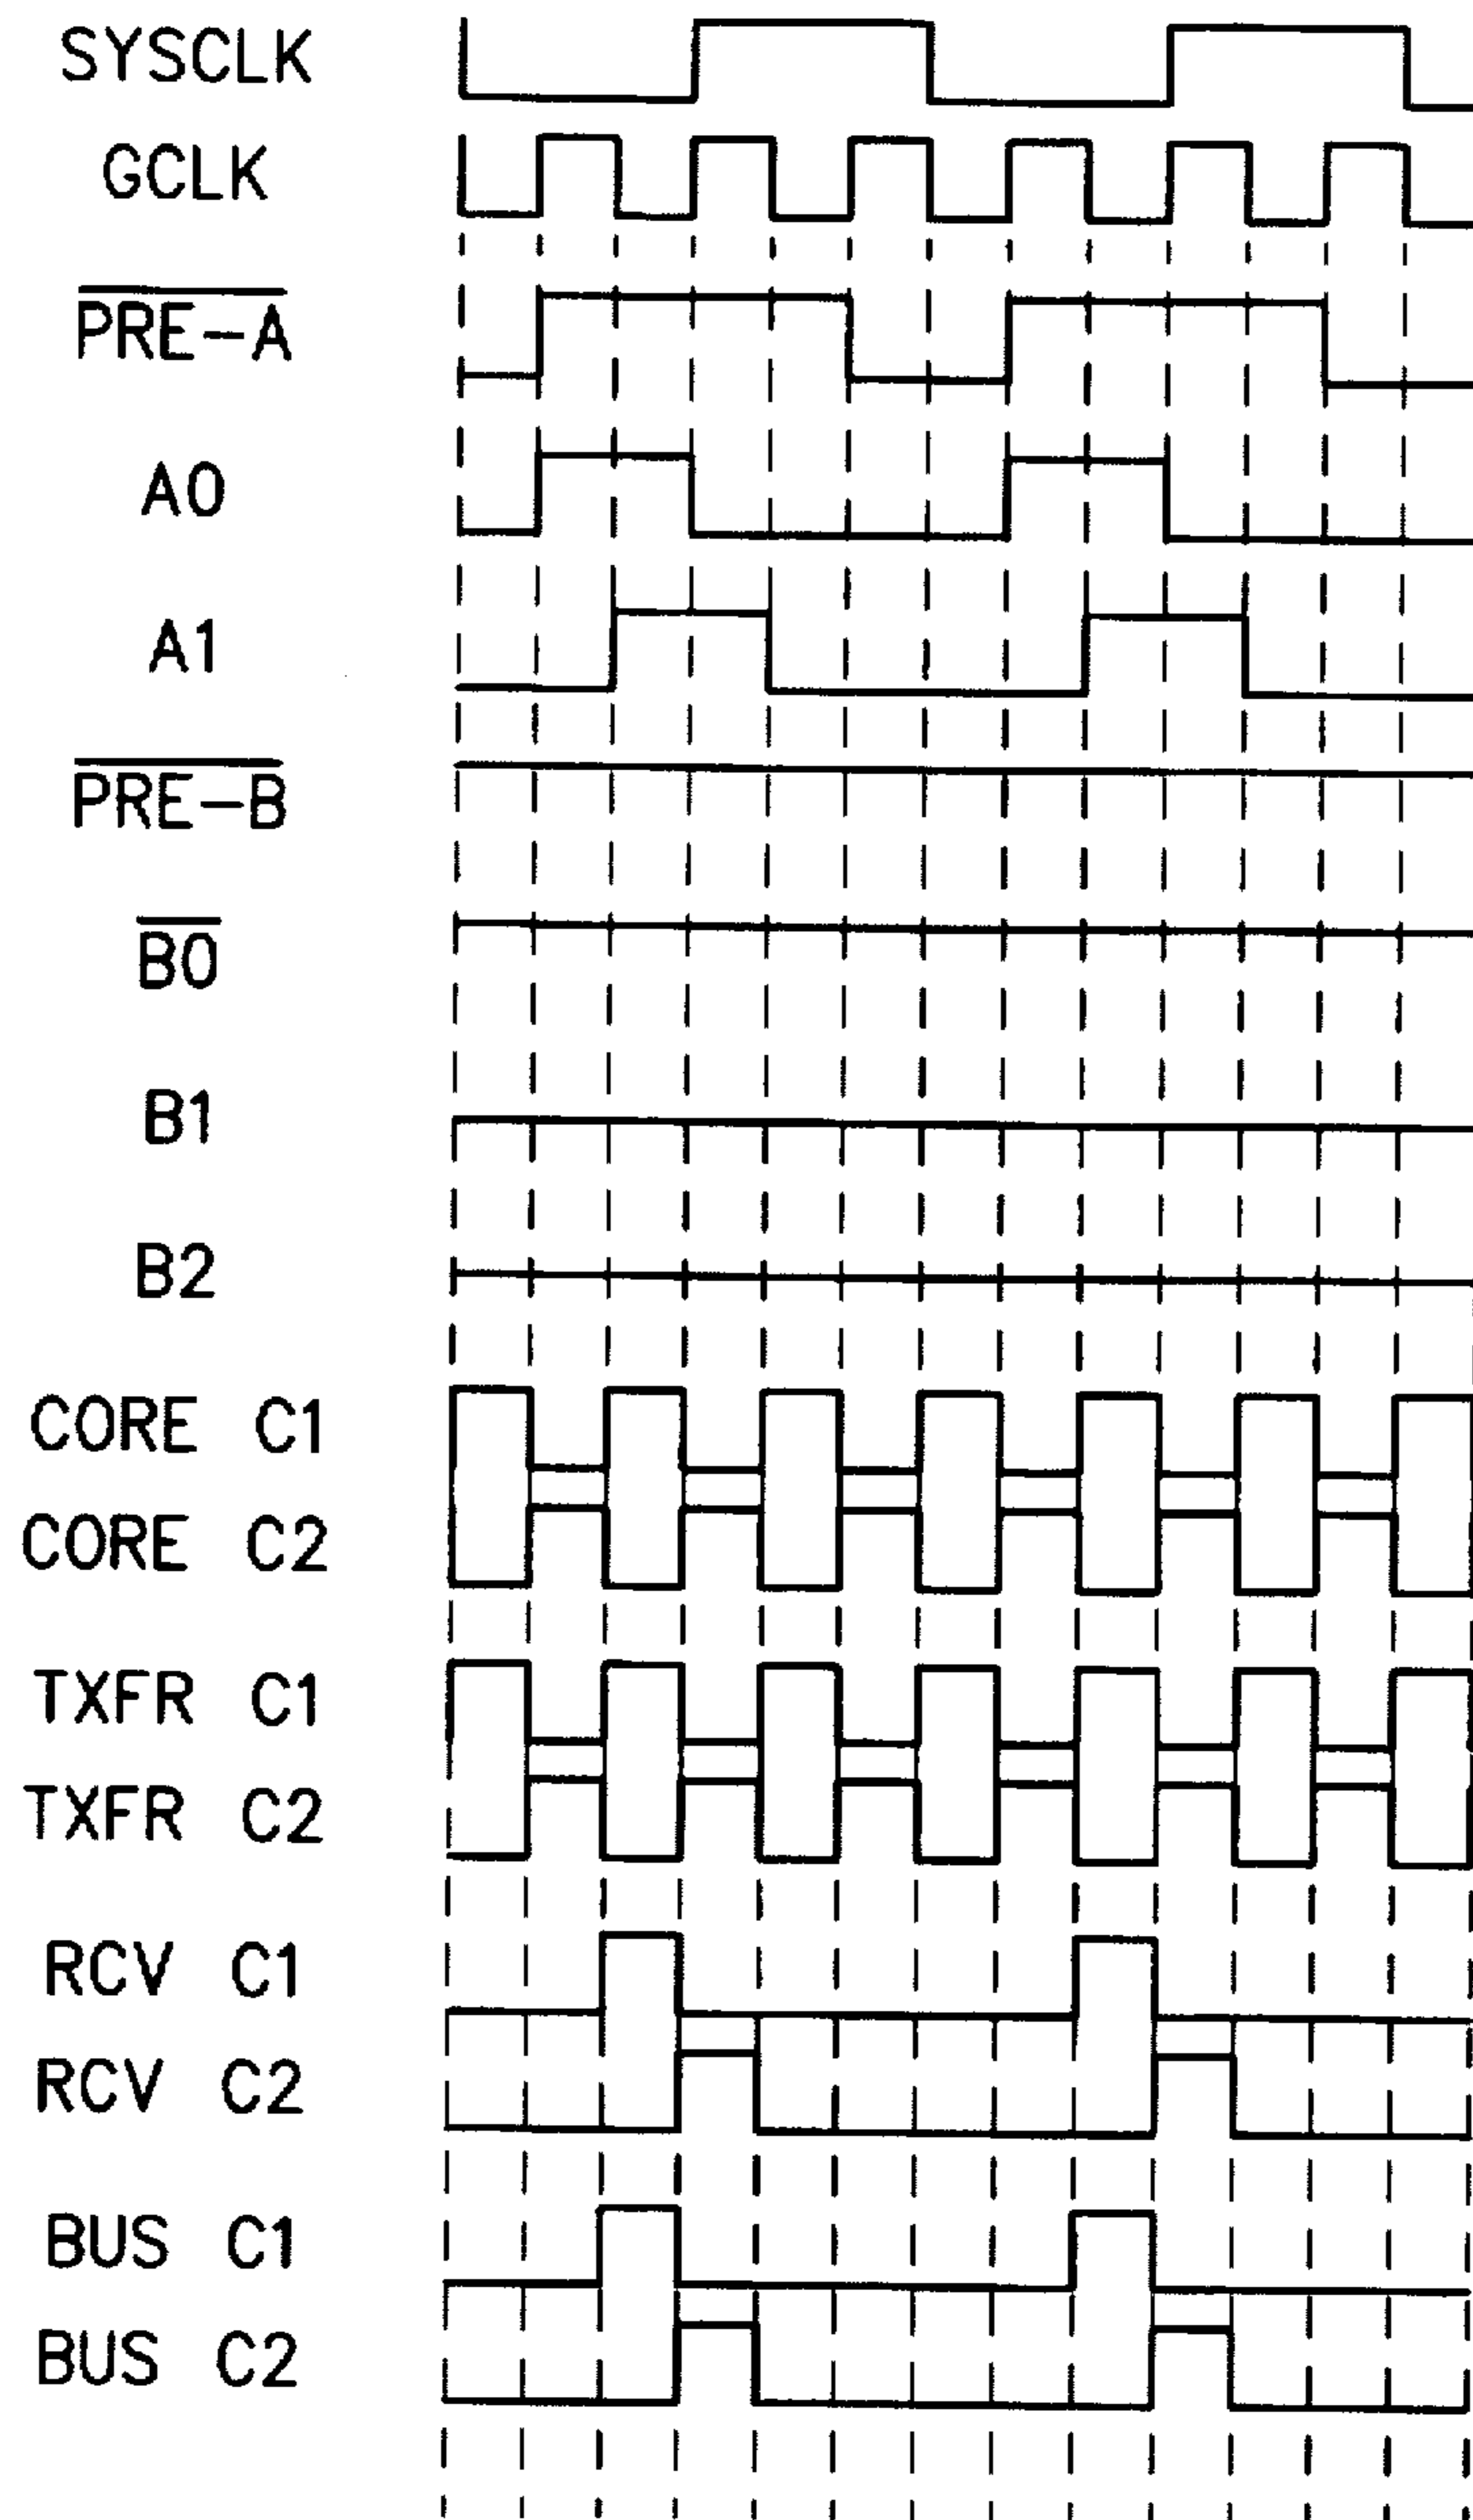 SYSCLK
GCLK
PRE-A
A0
A1
PRE-B
B0
B1
B2
CORE C1
CORE C2
TXFR C1
TXFR C2
RCV C1
RCV C2
BUS C1
BUS C2